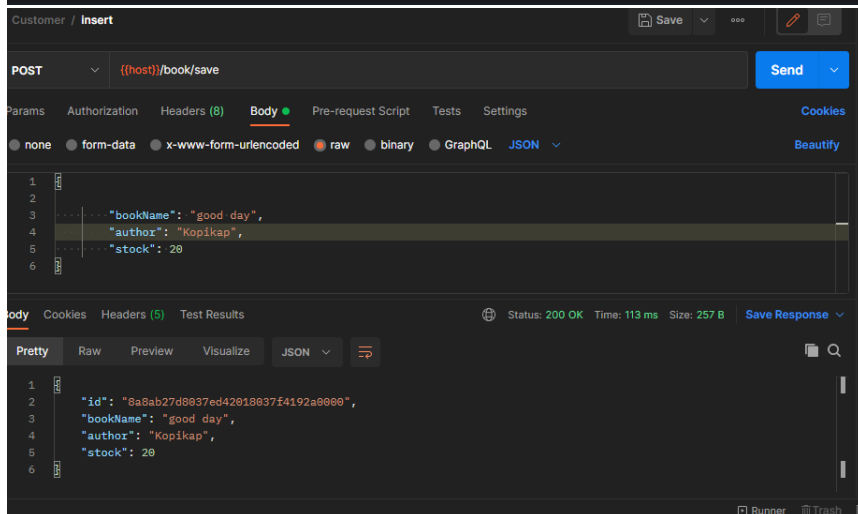 Customer / insert
Save
POST {{host}}/book/save Send
Params Authorization Headers (8) Body Pre-request Script Tests Settings Cookies
none form-data x-www-form-urlencoded raw binary GraphQL JSON Beautify
1 {
2
3 "bookName": "good day",
4 "author": "Kopikap",
5 "stock": 20
6 }
Body Cookies Headers (5) Test Results Status: 200 OK Time: 113 ms Size: 257 B Save Response
Pretty Raw Preview Visualize JSON
1 {
2 "id": "8a8ab27d8037ed42018037f4192a0000",
3 "bookName": "good day",
4 "author": "Kopikap",
5 "stock": 20
6 }
Runner Trash